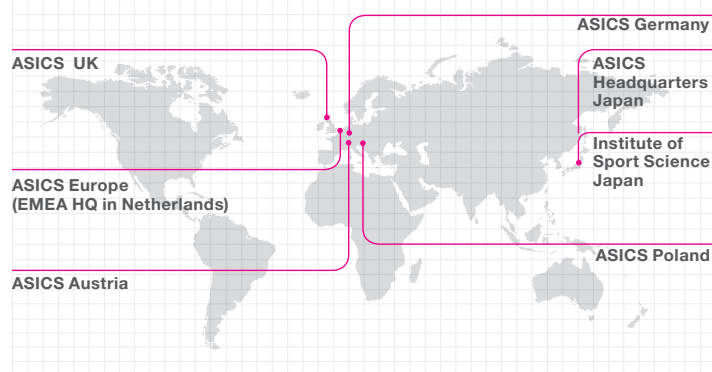 ASICS Germany
ASICS  UK
ASICS
Headquarters
Japan
Institute of
Sport Science
Japan
ASICS Europe
(EMEA HQ in Netherlands)
ASICS Poland
ASICS Austria